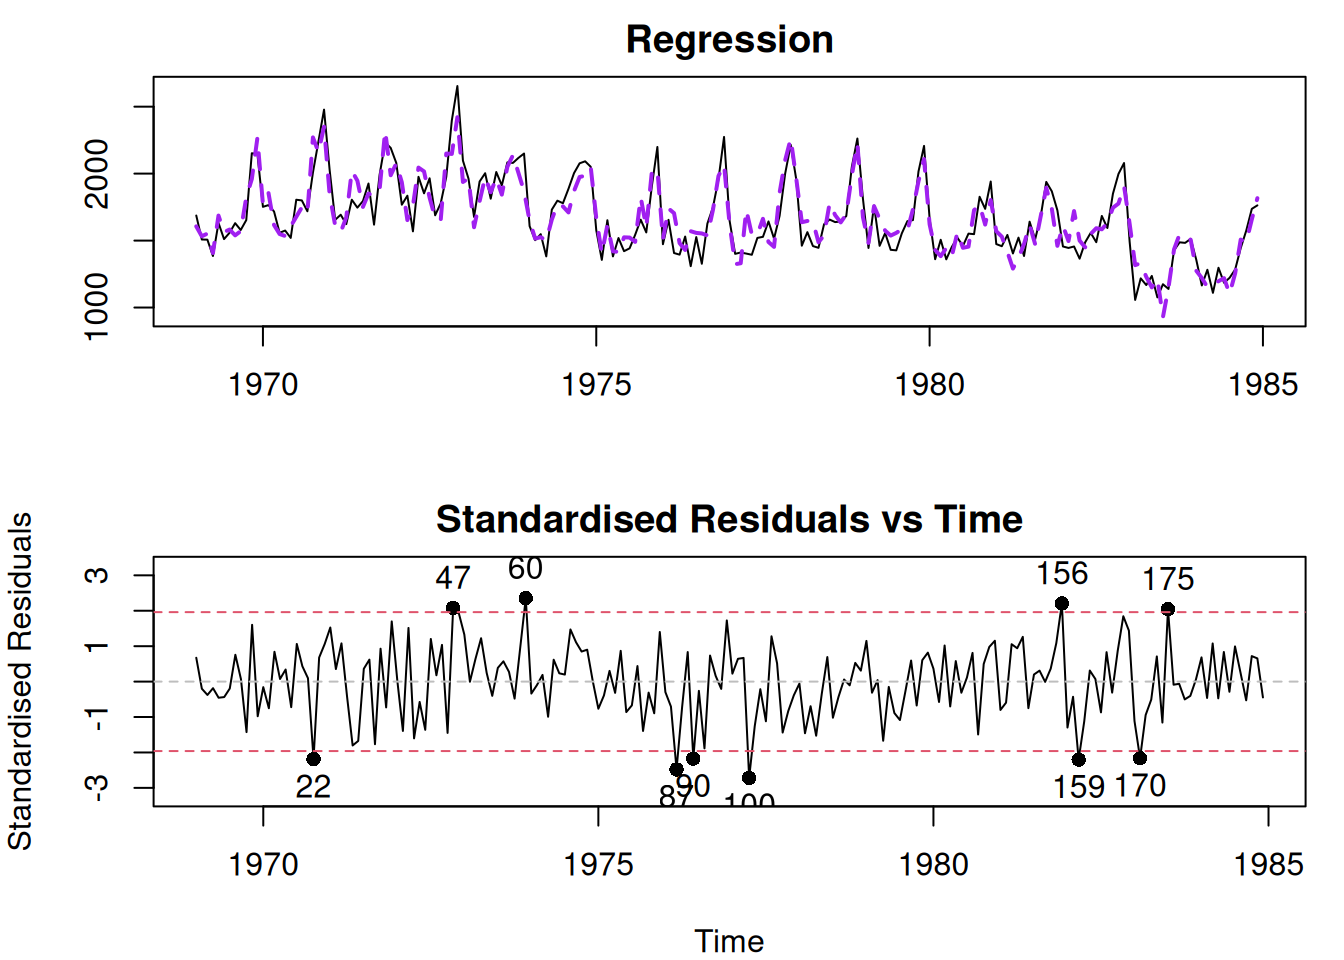 Regression
2000
1000
1970 1975 1980 1985
Standardised Residuals vs Time
Standardised Residuals
3
1
-1
-3
47 60 156 175
22 87 90 100 159 170
1970 1975 1980 1985
Time